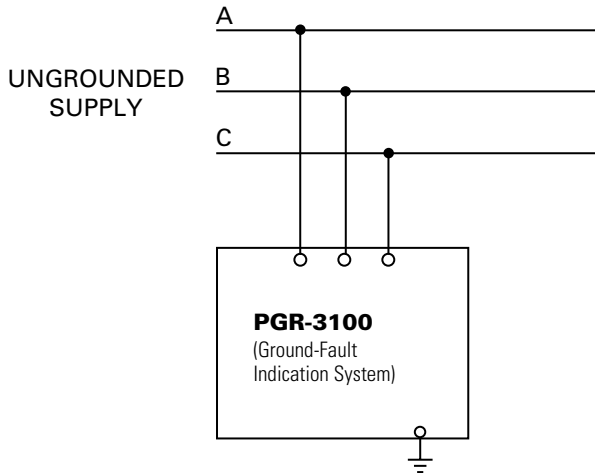 A
UNGROUNDED
SUPPLY
B
C
PGR-3100
(Ground-Fault
Indication System)